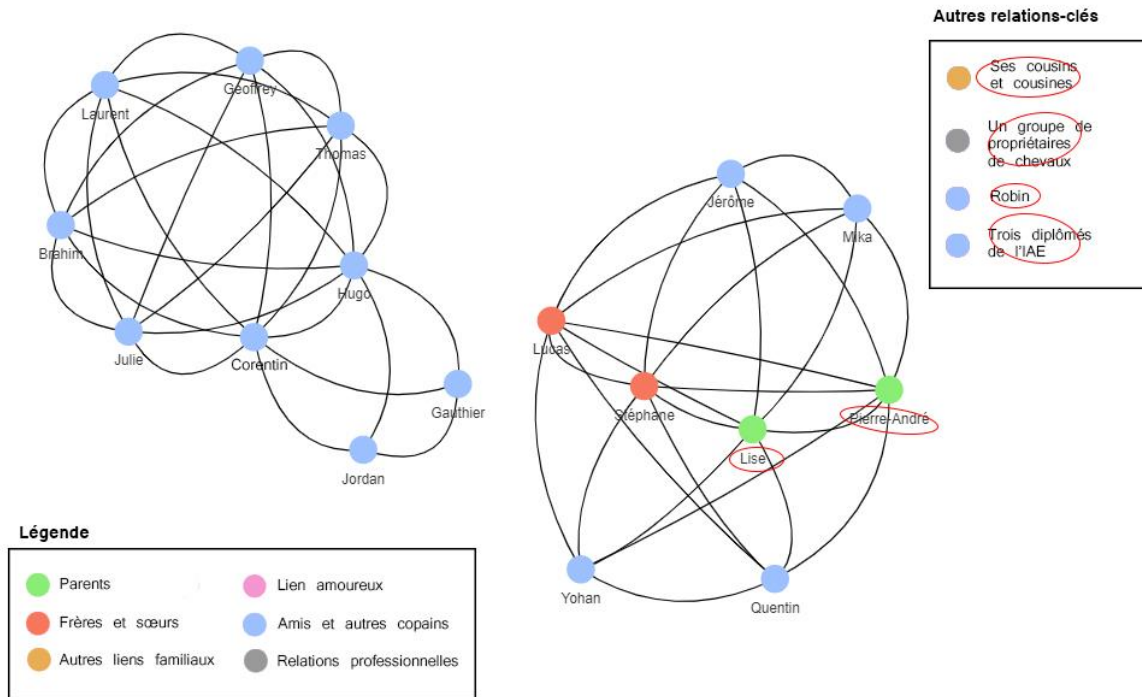 Autres relations-clés
Ses cousins
et cousines
Un groupe de
propriétaires
de chevaux
Robin
Trois diplômés
de l'IAE
Geoffrey
Laurent
Thomas
Brahim
Hugo
Julie
Corentin
Gauthier
Jordan
Jérôme
Mika
Lucas
Stéphane
Pierre-André
Lise
Yohan
Quentin
Légende
Parents
Lien amoureux
Frères et sœurs
Amis et autres copains
Autres liens familiaux
Relations professionnelles